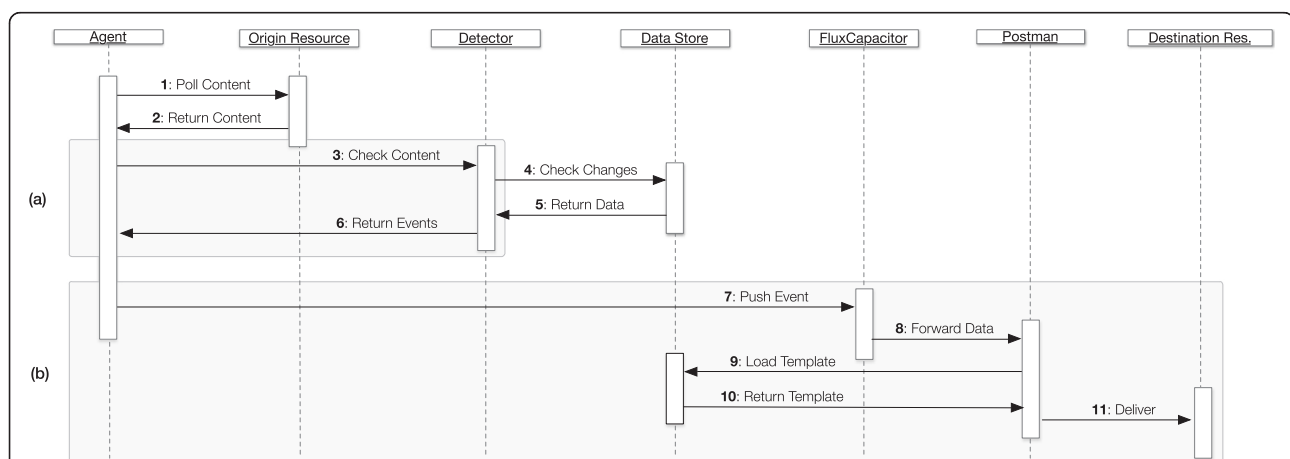 Agent
Origin Resource
Detector
Data Store
FluxCapacitor
Postman
Destination Res.
1: Poll Content
2: Return Content
3: Check Content
4: Check Changes
(a)
5: Return Data
6: Return Events
7: Push Event
8: Forward Data
9: Load Template
(b)
10: Return Template
11: Deliver